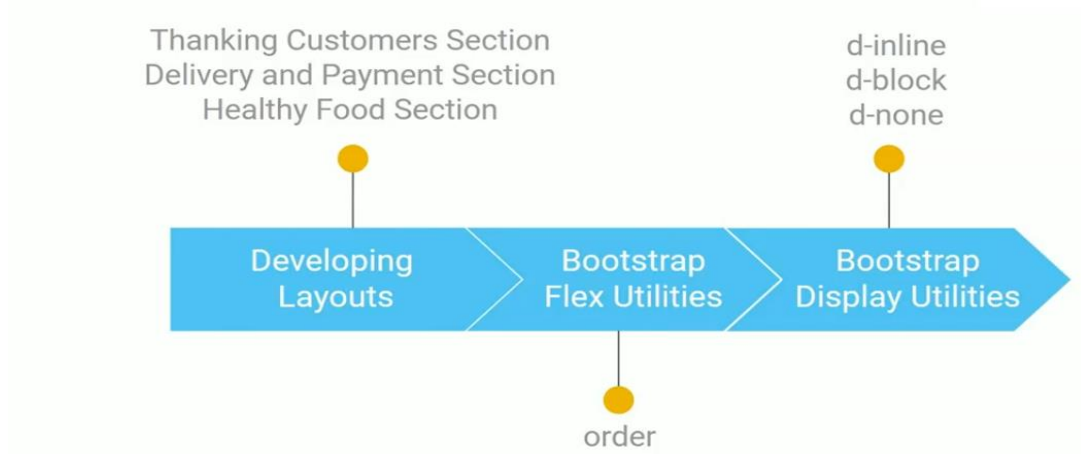 Thanking Customers Section
Delivery and Payment Section
Healthy Food Section
d-inline
d-block
d-none
Developing
Layouts
Bootstrap
Flex Utilities
Bootstrap
Display Utilities
order